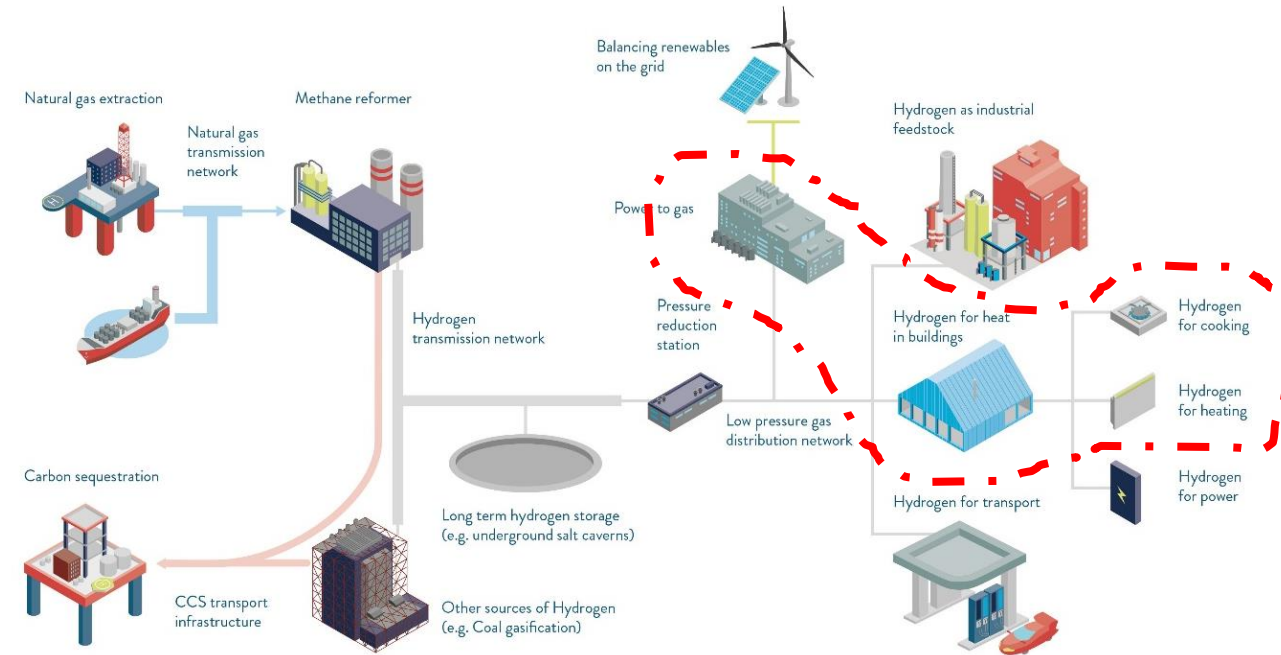 Balancing renewables
on the grid
Natural gas extraction
Methane reformer
Hydrogen as industrial
feedstock
Natural gas
transmission
network
Power to gas
Hydrogen
transmission network
Pressure
reduction
station
Hydrogen for heat
in buildings
Hydrogen
for cooking
Hydrogen
for heating
Low pressure gas
distribution network
Carbon sequestration
Hydrogen
for power
Hydrogen for transport
Long term hydrogen storage
(e.g. underground salt caverns)
CCS transport
infrastructure
Other sources of Hydrogen
(e.g. Coal gasification)
H